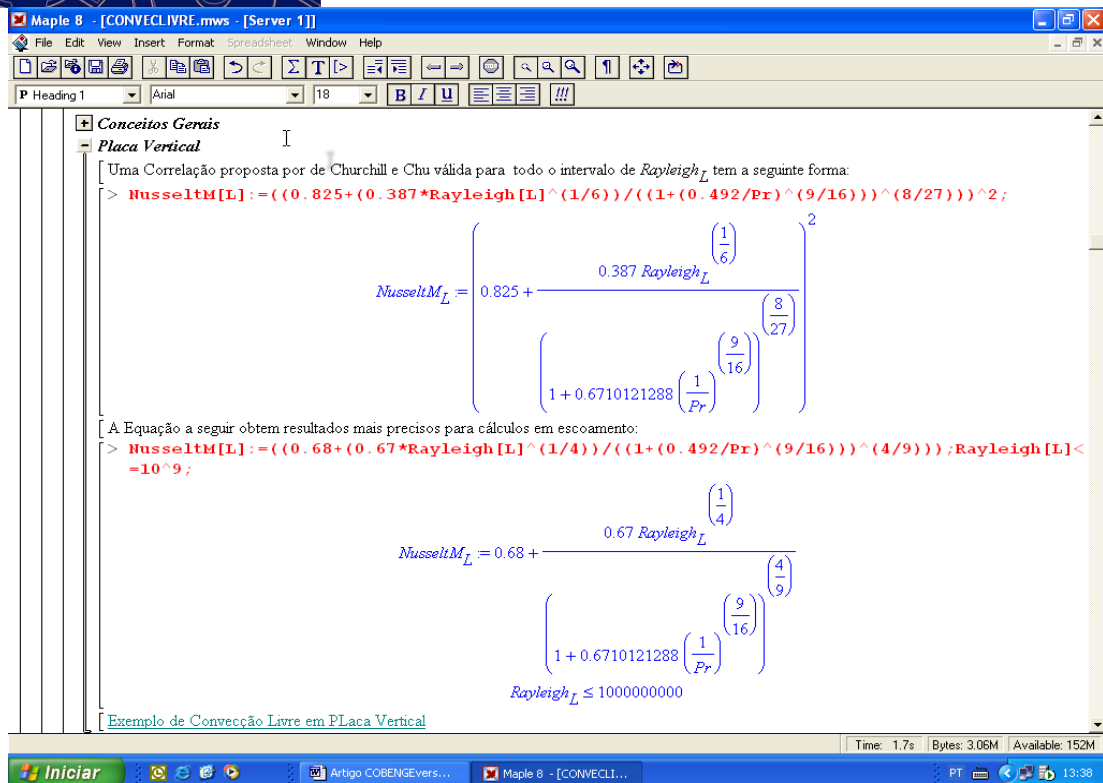 Maple 8 - [CONVECLIVRE.mws - [Server 1]]
File Edit View Insert Format Spreadsheet Window Help
P Heading 1 Arial 18 B I U !!!
Conceitos Gerais
Placa Vertical
Uma Correlação proposta por de Churchill e Chu válida para todo o intervalo de Rayleigh_L tem a seguinte forma:
> NusseltM[L]:=((0.825+(0.387*Rayleigh[L]^(1/6))/((1+(0.492/Pr)^(9/16)))^(8/27)))^2;
NusseltM_L := (0.825 + 0.387 Rayleigh_L^(1/6) / (1 + 0.6710121288 (1/Pr)^(9/16))^(8/27))^2
A Equação a seguir obtem resultados mais precisos para cálculos em escoamento:
> NusseltM[L]:=((0.68+(0.67*Rayleigh[L]^(1/4))/((1+(0.492/Pr)^(9/16)))^(4/9)));Rayleigh[L]<
=10^9;
NusseltM_L := 0.68 + 0.67 Rayleigh_L^(1/4) / (1 + 0.6710121288 (1/Pr)^(9/16))^(4/9)
Rayleigh_L ≤ 1000000000
Exemplo de Convecção Livre em PLaca Vertical
Time: 1.7s Bytes: 3.06M Available: 152M
Iniciar Artigo COBENGEvers... Maple 8 - [CONVECLI... PT 13:38